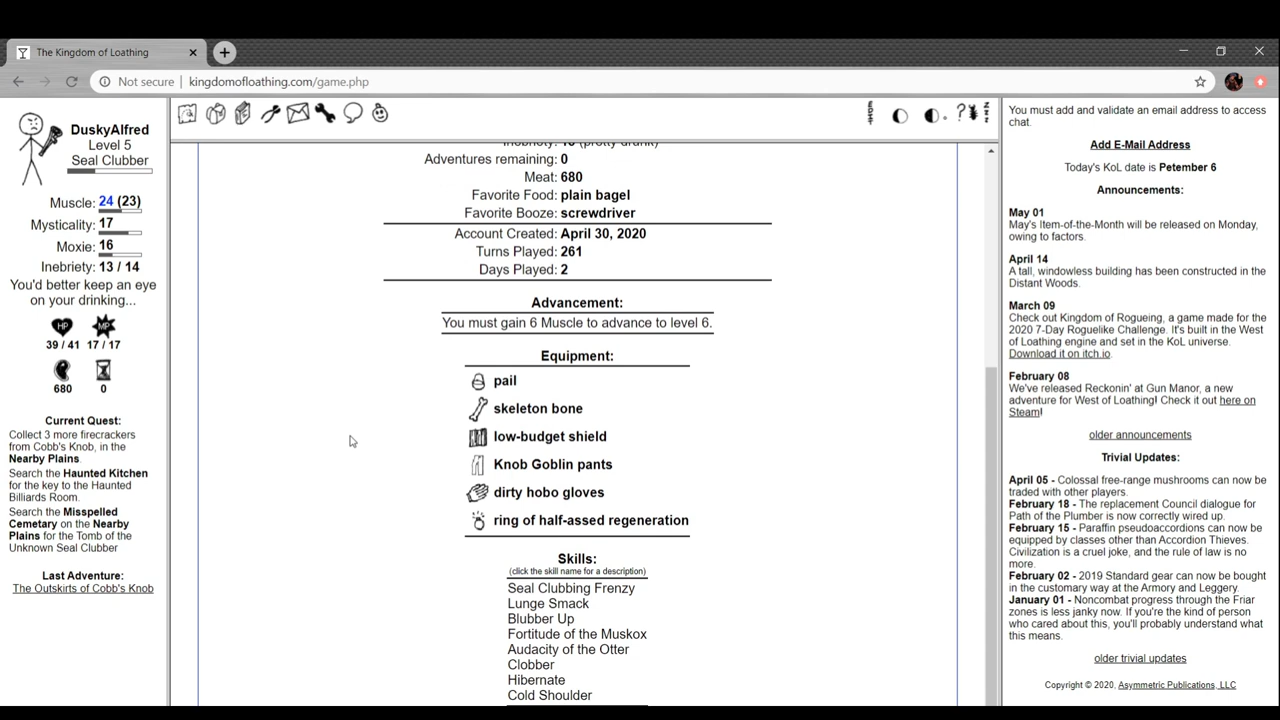 The Kingdom of Loathing
Not secure | kingdomofloathing.com/game.php
DuskyAlfred
Level 5
Seal Clubber
Muscle: 24 (23)
Mysticality: 17
Moxie: 16
Inebriety: 13 / 14
You'd better keep an eye
on your drinking...
HP MP
39 / 41 17 / 17
680 0
Current Quest:
Collect 3 more firecrackers
from Cobb's Knob, in the
Nearby Plains.
Search the Haunted Kitchen
for the key to the Haunted
Billiards Room.
Search the Misspelled
Cemetary on the Nearby
Plains for the Tomb of the
Unknown Seal Clubber
Last Adventure:
The Outskirts of Cobb's Knob
(pretty drunk)
Adventures remaining: 0
Meat: 680
Favorite Food: plain bagel
Favorite Booze: screwdriver
Account Created: April 30, 2020
Turns Played: 261
Days Played: 2
Advancement:
You must gain 6 Muscle to advance to level 6.
Equipment:
pail
skeleton bone
low-budget shield
Knob Goblin pants
dirty hobo gloves
ring of half-assed regeneration
Skills:
(click the skill name for a description)
Seal Clubbing Frenzy
Lunge Smack
Blubber Up
Fortitude of the Muskox
Audacity of the Otter
Clobber
Hibernate
Cold Shoulder
You must add and validate an email address to access
chat.
Add E-Mail Address
Today's KoL date is Petember 6
Announcements:
May 01
May's Item-of-the-Month will be released on Monday,
owing to factors.
April 14
A tall, windowless building has been constructed in the
Distant Woods.
March 09
Check out Kingdom of Rogueing, a game made for the
2020 7-Day Roguelike Challenge. It's built in the West
of Loathing engine and set in the KoL universe.
Download it on itch.io.
February 08
We've released Reckonin' at Gun Manor, a new
adventure for West of Loathing! Check it out here on
Steam!
older announcements
Trivial Updates:
April 05 - Colossal free-range mushrooms can now be
traded with other players.
February 18 - The replacement Council dialogue for
Path of the Plumber is now correctly wired up.
February 15 - Paraffin pseudoaccordions can now be
equipped by classes other than Accordion Thieves.
Civilization is a cruel joke, and the rule of law is no
more.
February 02 - 2019 Standard gear can now be bought
in the customary way at the Armory and Leggery.
January 01 - Noncombat progress through the Friar
zones is less janky now. If you're the kind of person
who cared about this, you'll probably understand what
this means.
older trivial updates
Copyright © 2020, Asymmetric Publications, LLC